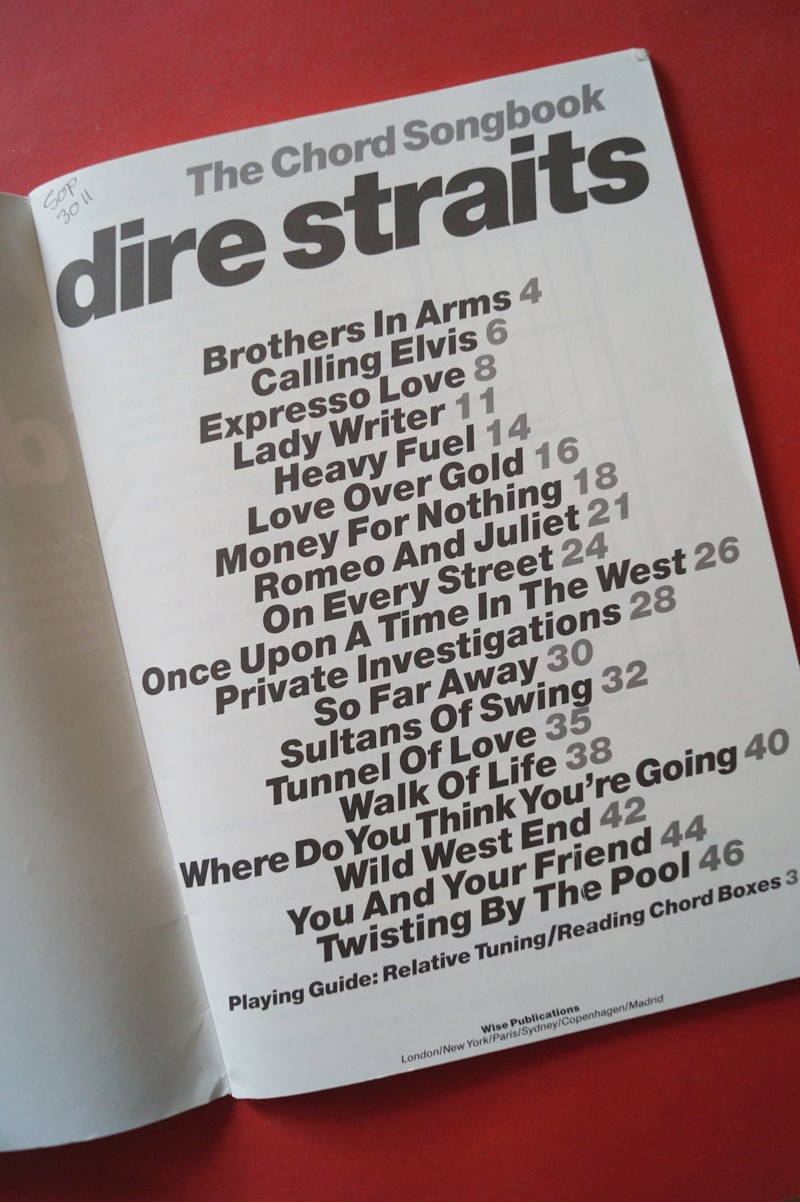 Sop
30 11
The Chord Songbook
dire straits
Brothers In Arms 4
Calling Elvis 6
Expresso Love 8
Lady Writer 11
Heavy Fuel 14
Love Over Gold 16
Money For Nothing 18
Romeo And Juliet 21
On Every Street 24
Once Upon A Time In The West 26
Private Investigations 28
So Far Away 30
Sultans Of Swing 32
Tunnel Of Love 35
Walk Of Life 38
Where Do You Think You're Going 40
Wild West End 42
You And Your Friend 44
Twisting By The Pool 46
Playing Guide: Relative Tuning/Reading Chord Boxes 3
Wise Publications
London/New York/Paris/Sydney/Copenhagen/Madrid